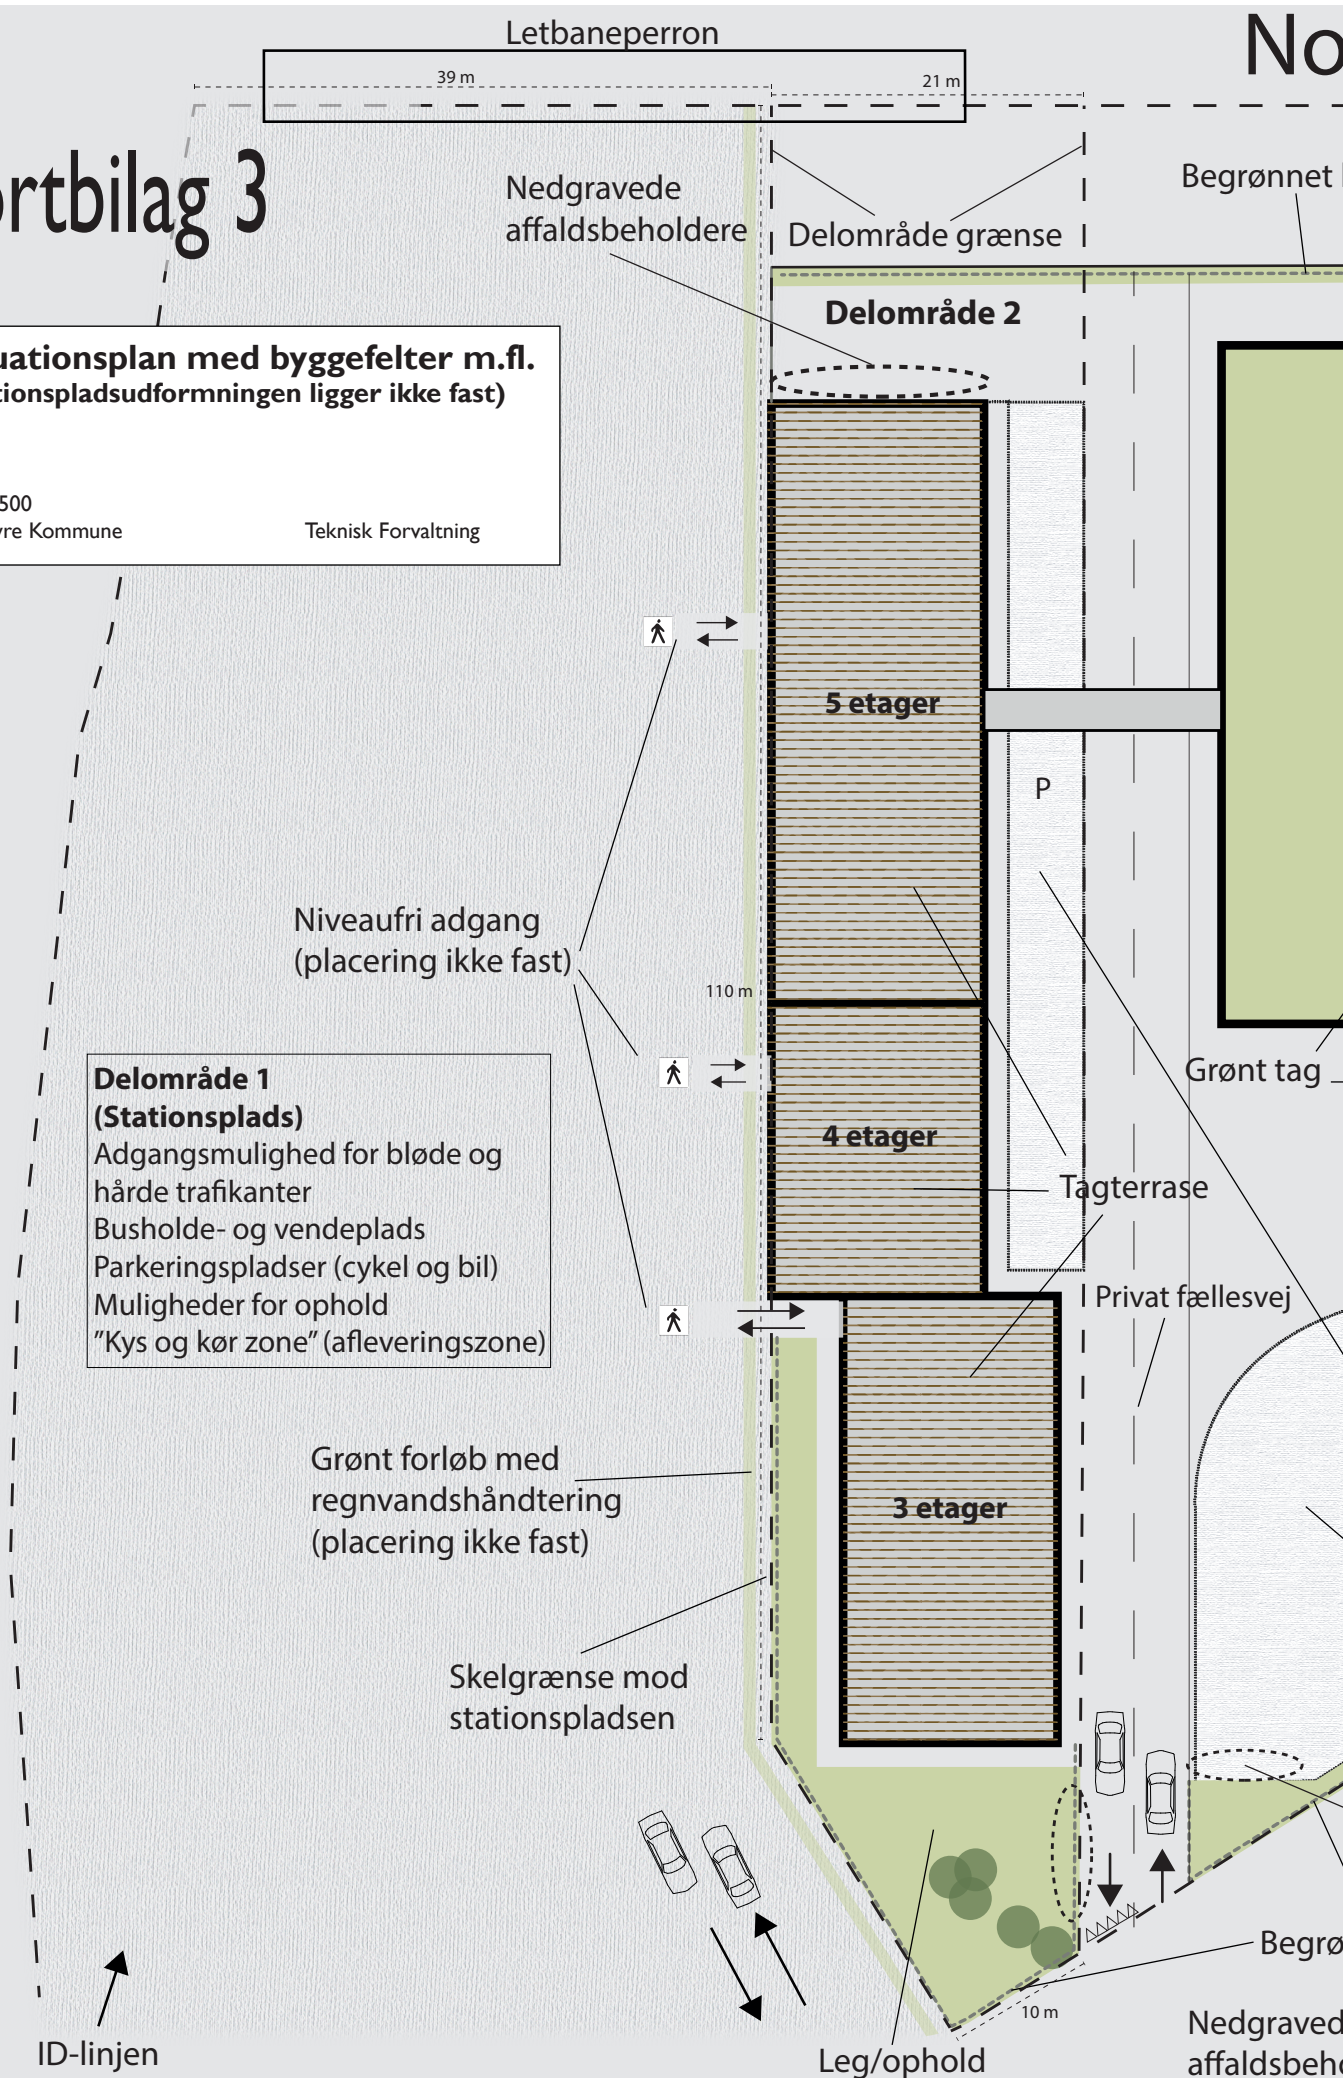 Letbaneperron
No
39 m
21 m
ortbilag 3
Nedgravede
affaldsbeholdere
Delområde grænse
Begrønnet
Delområde 2
uationsplan med byggefelter m.fl.
tionspladsudformningen ligger ikke fast)
500
vre Kommune
Teknisk Forvaltning
5 etager
P
Niveaufri adgang
(placering ikke fast)
110 m
Grønt tag
Delområde 1
(Stationsplads)
Adgangsmulighed for bløde og
hårde trafikanter
Busholde- og vendeplads
Parkeringspladser (cykel og bil)
Muligheder for ophold
”Kys og kør zone” (afleveringszone)
4 etager
Tagterrase
Privat fællesvej
Grønt forløb med
regnvandshåndtering
(placering ikke fast)
3 etager
Skelgrænse mod
stationspladsen
Begrø
10 m
Nedgraved
affaldsbeho
ID-linjen
Leg/ophold